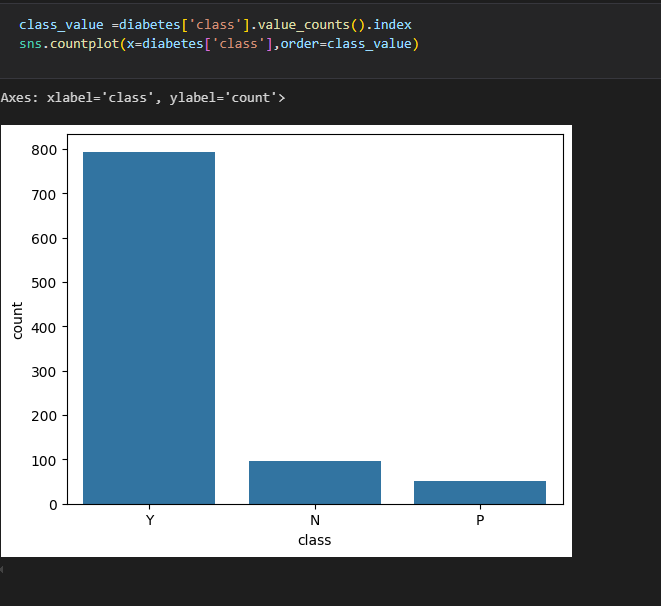 class_value =diabetes['class'].value_counts().index
sns.countplot(x=diabetes['class'],order=class_value)
Axes: xlabel='class', ylabel='count'>
800
700
600
500
400
300
200
100
0
count
Y N P
class